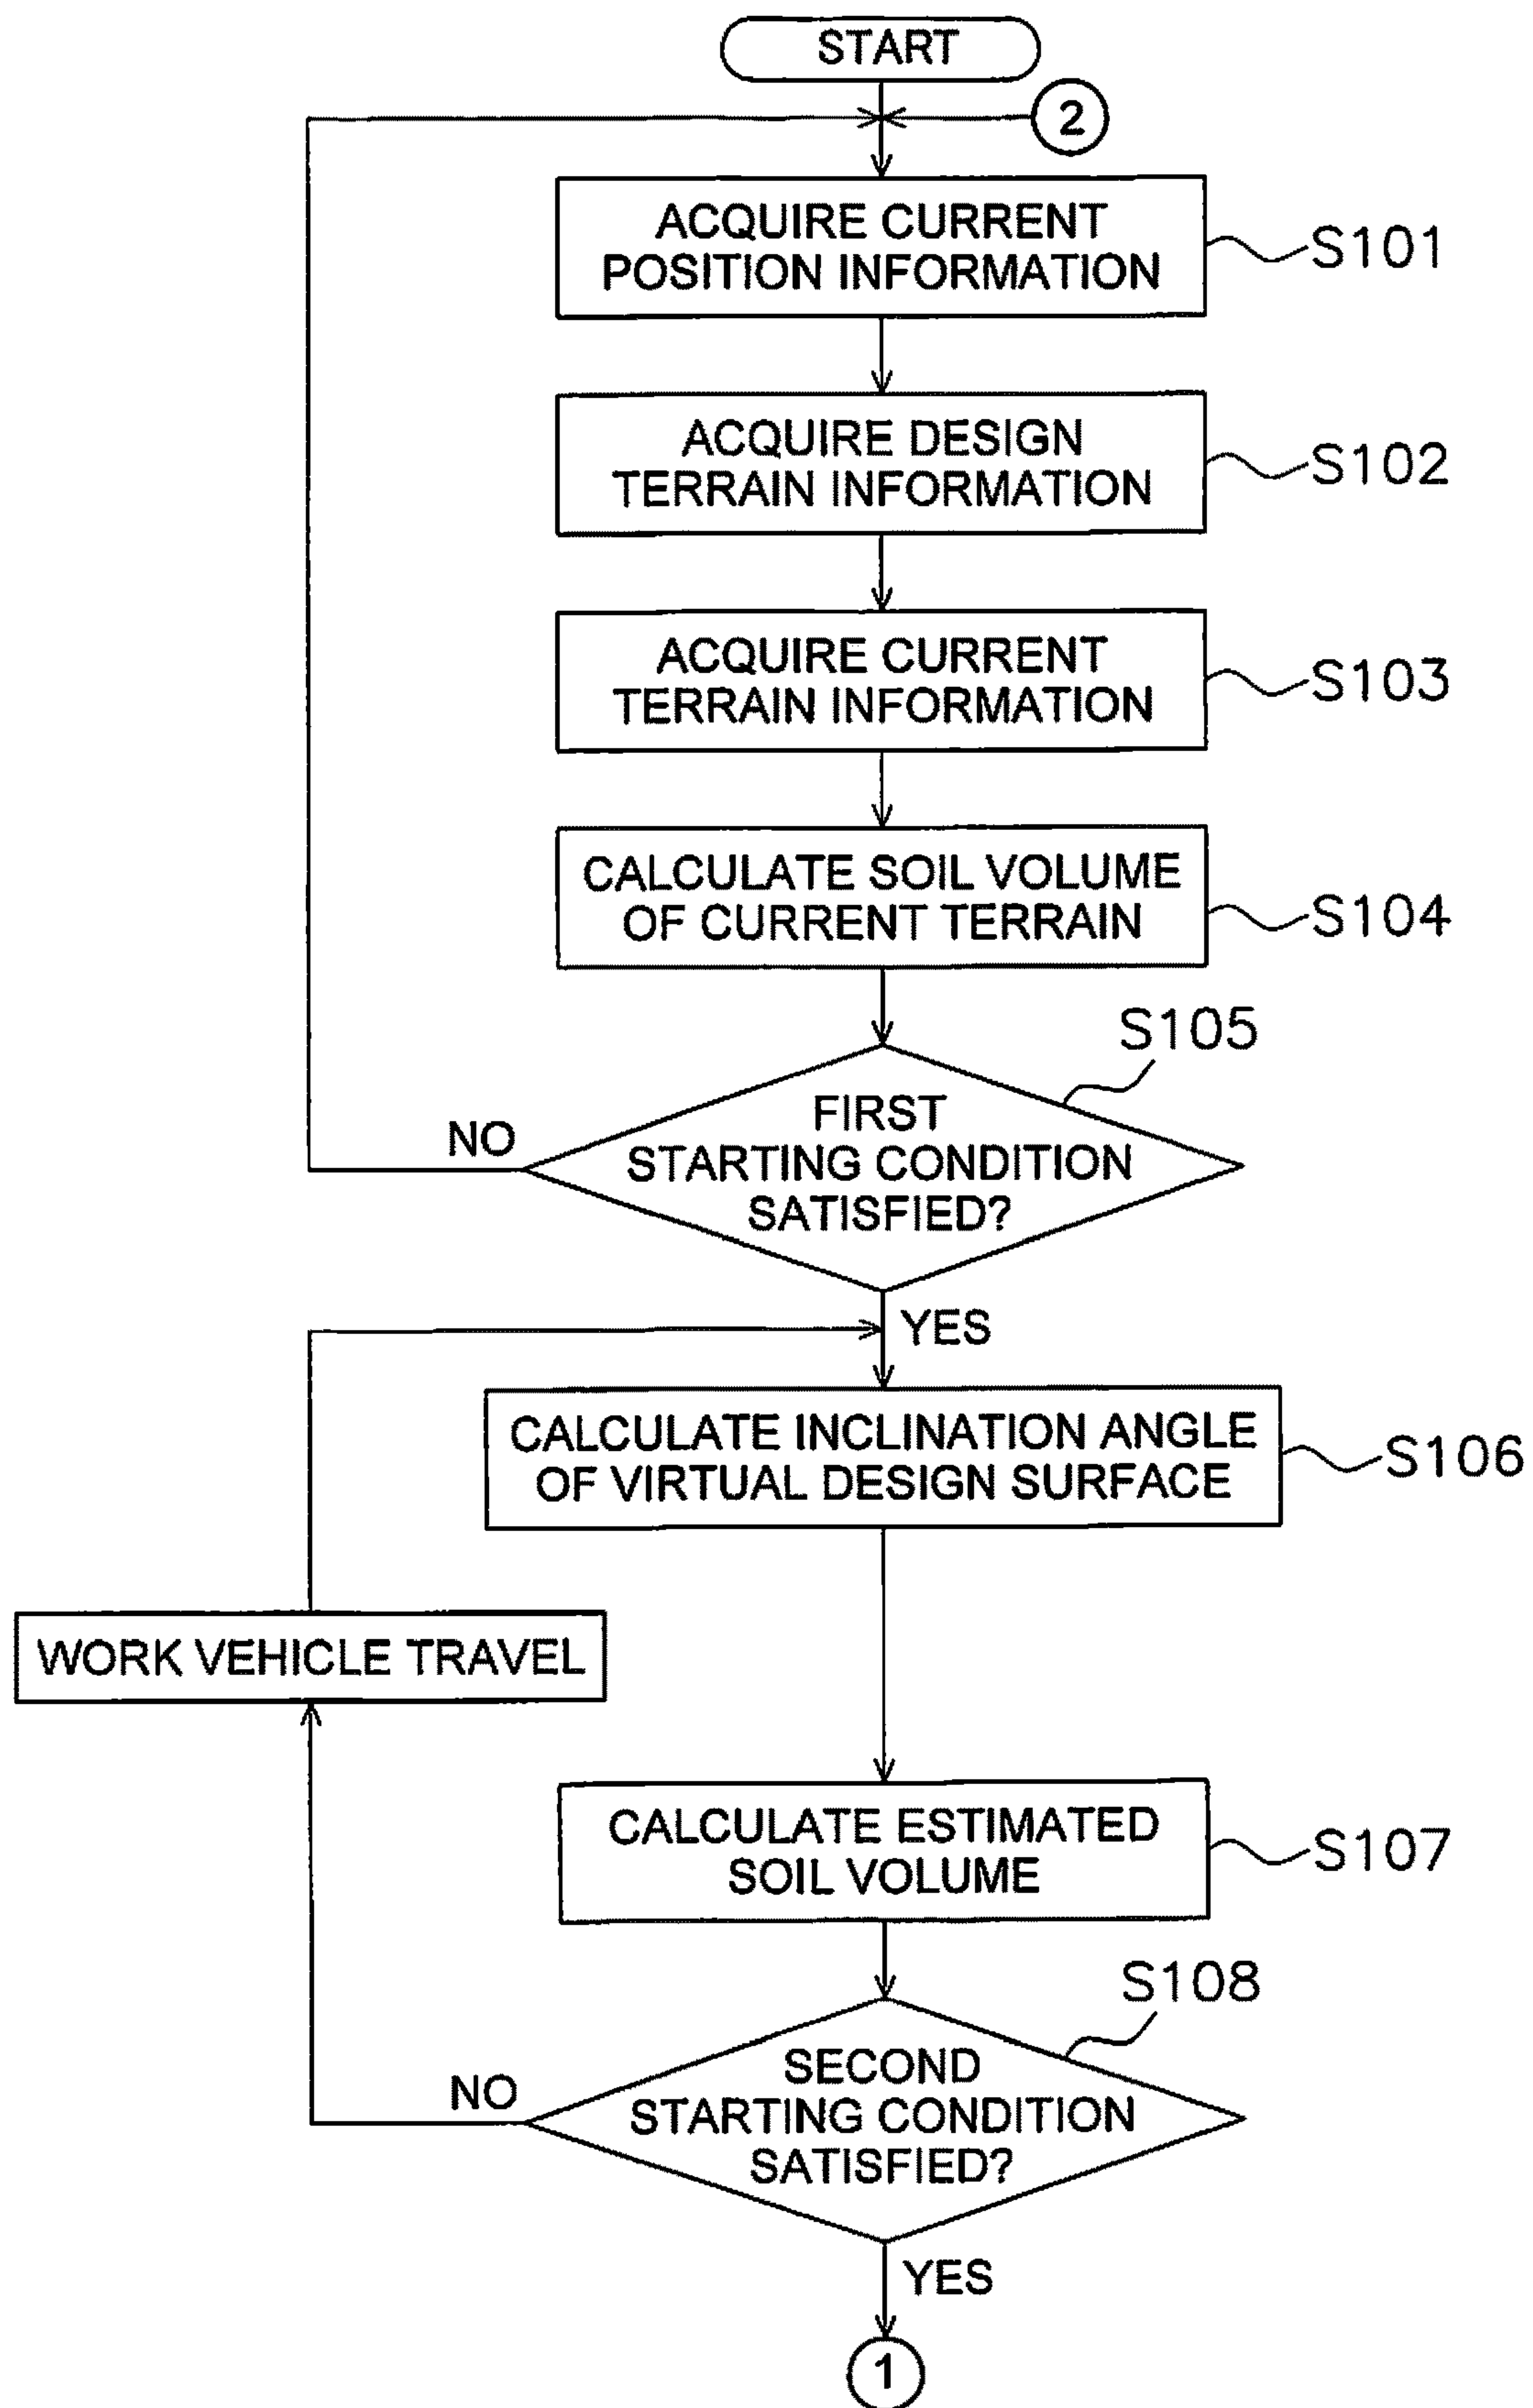 START
2
ACQUIRE CURRENT
POSITION INFORMATION
S101
ACQUIRE DESIGN
TERRAIN INFORMATION
S102
ACQUIRE CURRENT
TERRAIN INFORMATION
S103
CALCULATE SOIL VOLUME
OF CURRENT TERRAIN
S104
S105
FIRST
STARTING CONDITION
SATISFIED?
NO
YES
CALCULATE INCLINATION ANGLE
OF VIRTUAL DESIGN SURFACE
S106
WORK VEHICLE TRAVEL
CALCULATE ESTIMATED
SOIL VOLUME
S107
S108
SECOND
STARTING CONDITION
SATISFIED?
NO
YES
1